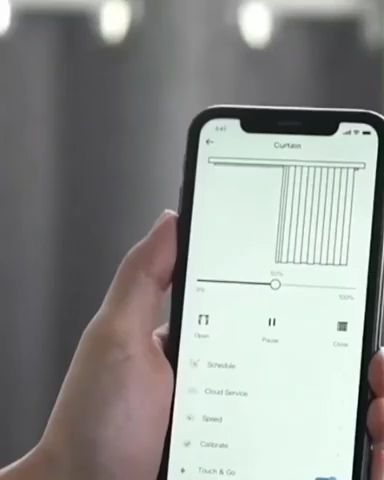 Curtain
50%
0% 100%
Open Pause Close
Schedule
Cloud Service
Speed
Calibrate
Touch & Go